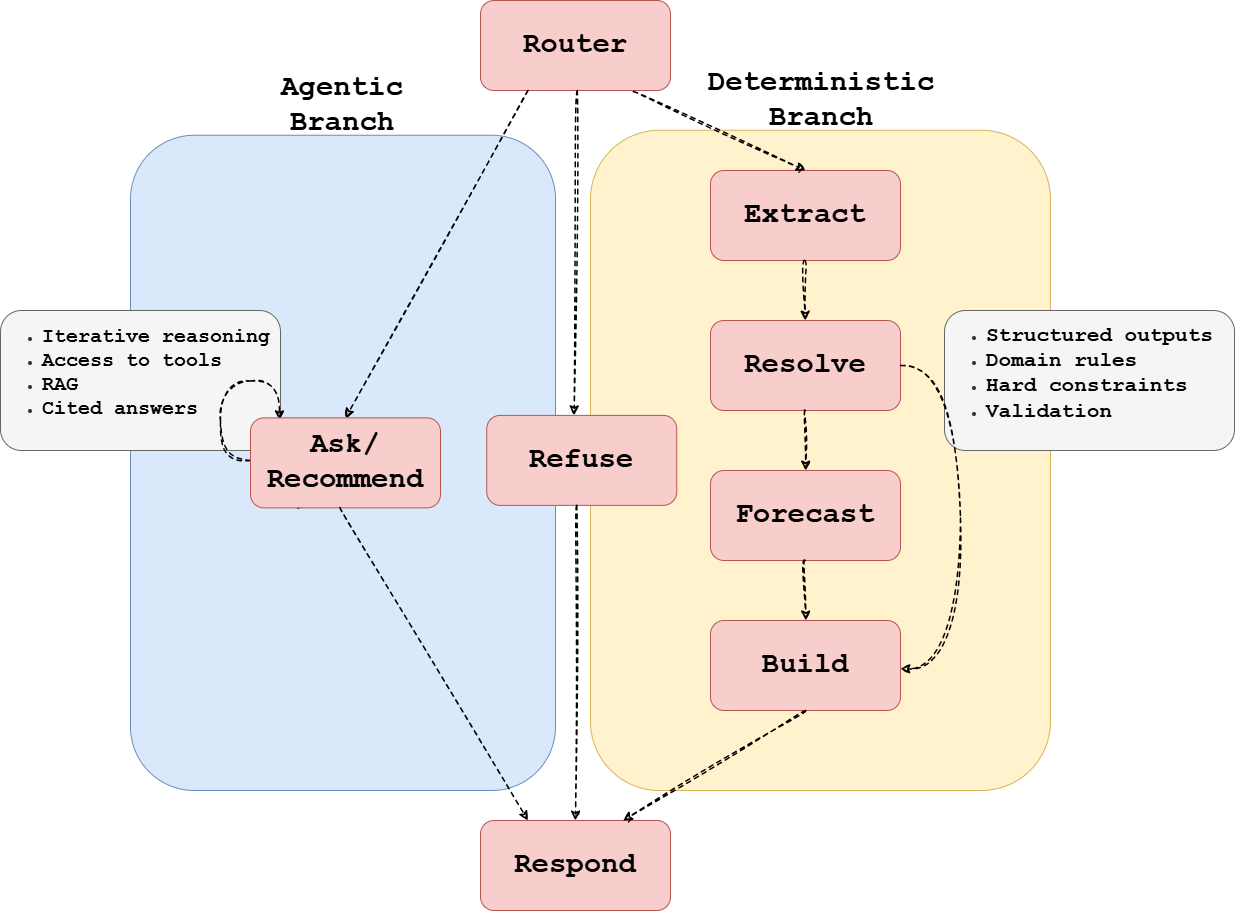 Router
Agentic
Branch
Deterministic
Branch
Extract
Iterative reasoning
Access to tools
RAG
Cited answers
Resolve
Structured outputs
Domain rules
Hard constraints
Validation
Ask/
Recommend
Refuse
Forecast
Build
Respond